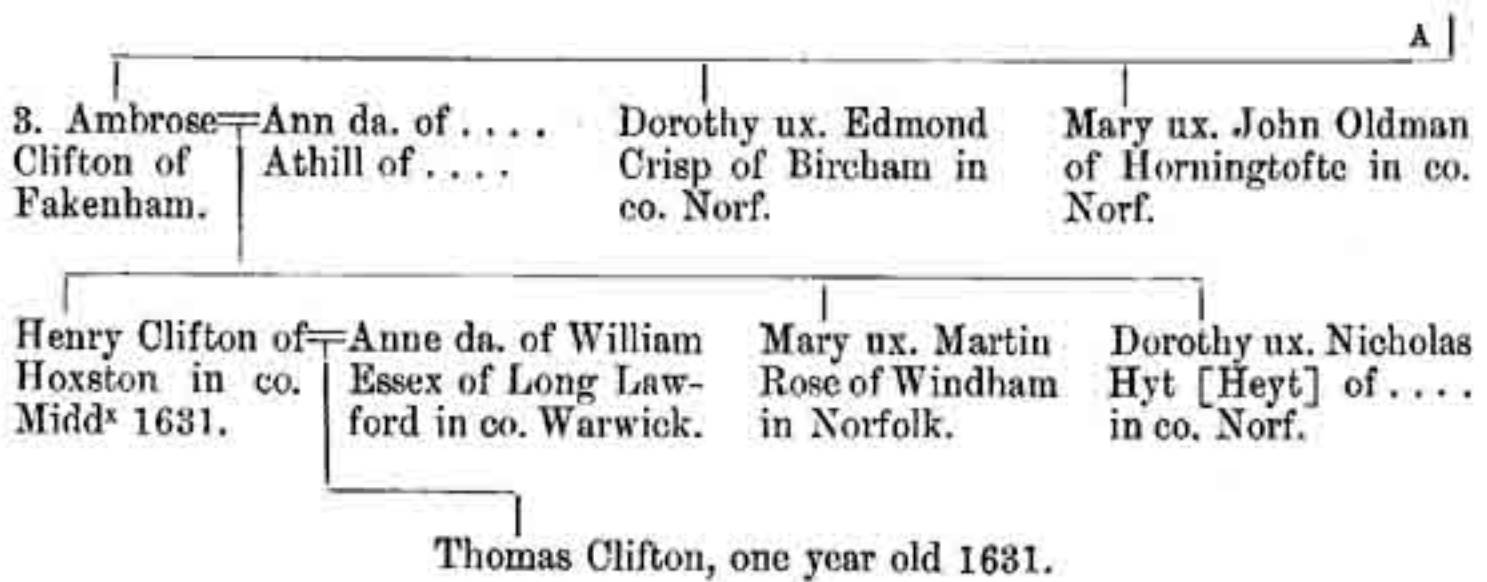 A
3. Ambrose
Clifton of
Fakenham.
Ann da. of . . . .
Athill of . . . .
Dorothy ux. Edmond
Crisp of Bircham in
co. Norf.
Mary ux. John Oldman
of Horningtofte in co.
Norf.
Henry Clifton of
Hoxston in co.
Middˣ 1631.
Anne da. of William
Essex of Long Law-
ford in co. Warwick.
Mary ux. Martin
Rose of Windham
in Norfolk.
Dorothy ux. Nicholas
Hyt [Heyt] of . . . .
in co. Norf.
Thomas Clifton, one year old 1631.